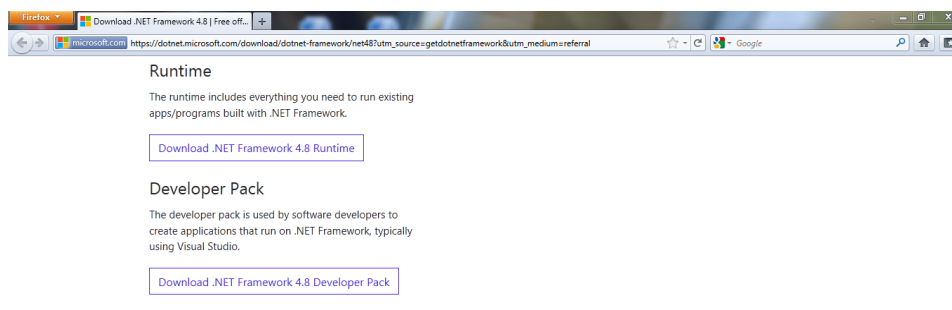 Firefox
Download .NET Framework 4.8 | Free off...
microsoft.com https://dotnet.microsoft.com/download/dotnet-framework/net48?utm_source=getdotnetframework&utm_medium=referral
Google
Runtime
The runtime includes everything you need to run existing
apps/programs built with .NET Framework.
Download .NET Framework 4.8 Runtime
Developer Pack
The developer pack is used by software developers to
create applications that run on .NET Framework, typically
using Visual Studio.
Download .NET Framework 4.8 Developer Pack